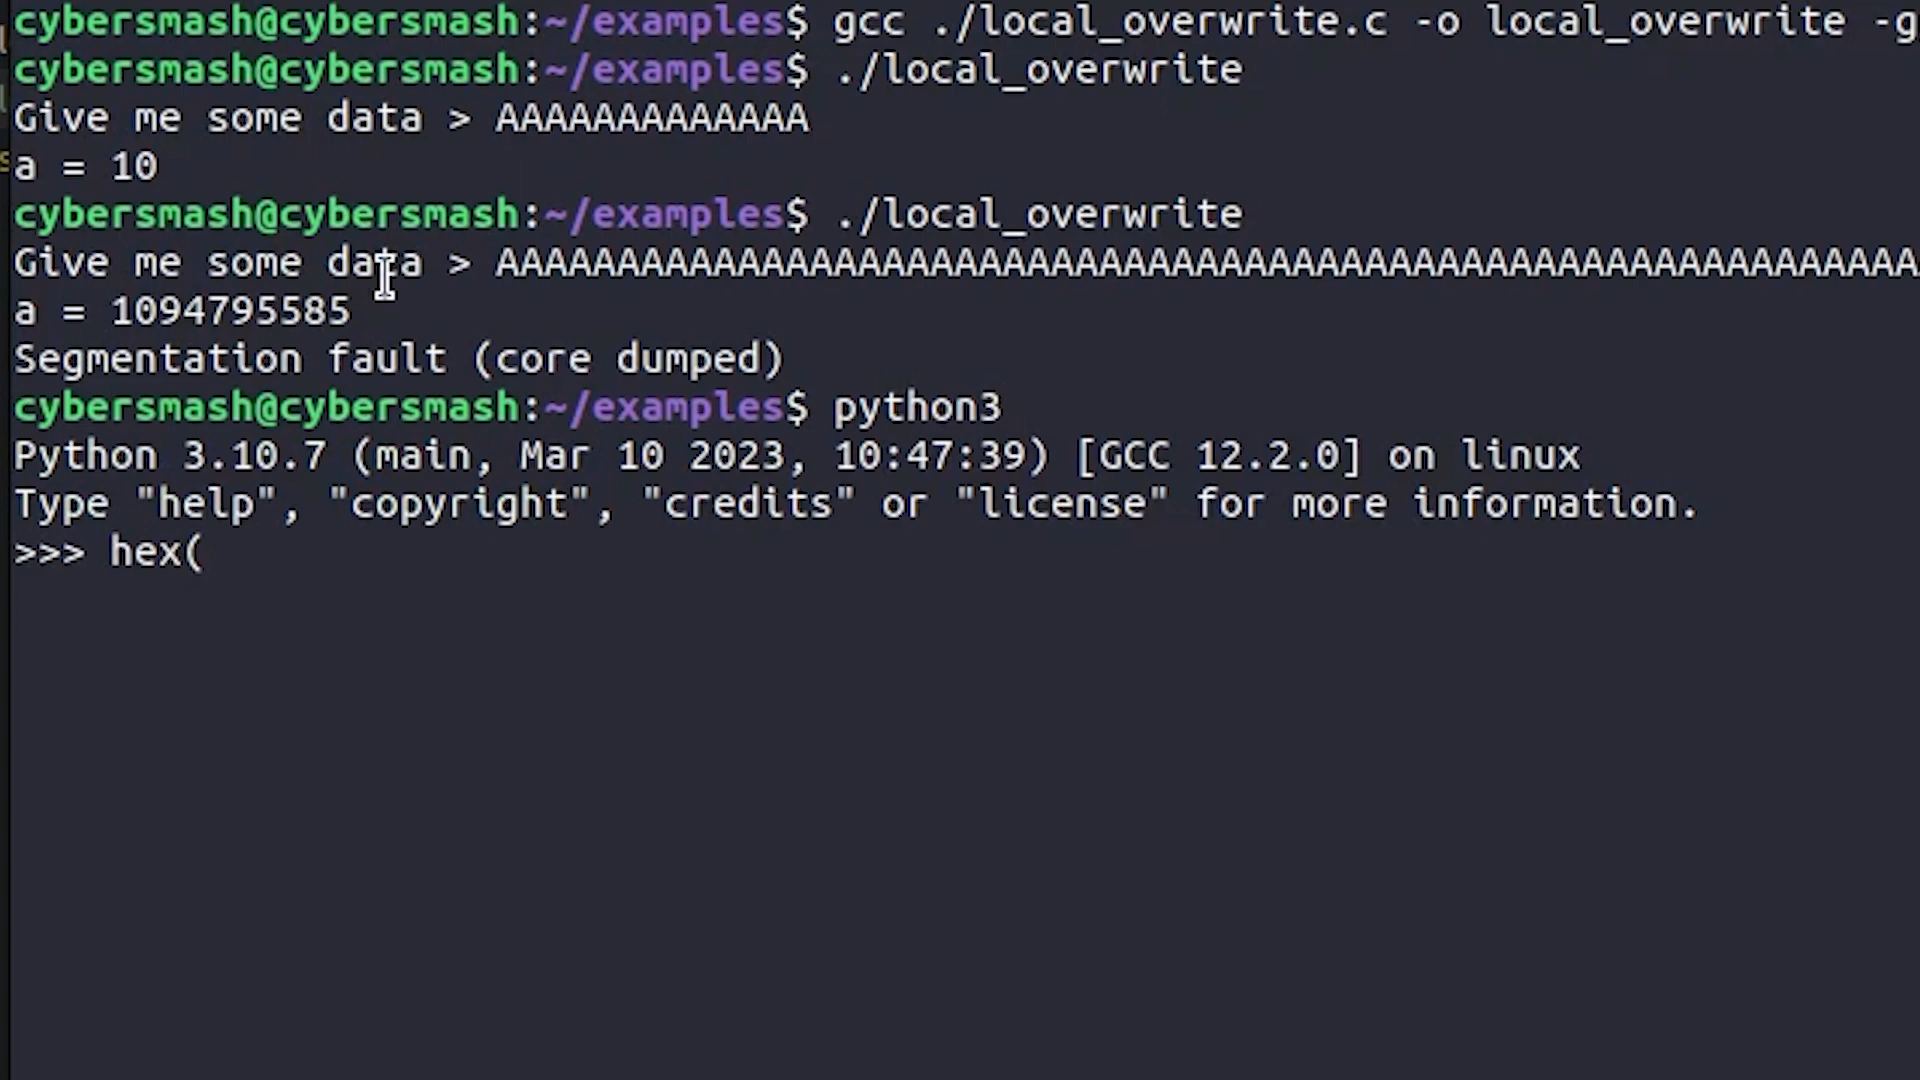 cybersmash@cybersmash:~/examples$ gcc ./local_overwrite.c -o local_overwrite -g
cybersmash@cybersmash:~/examples$ ./local_overwrite
Give me some data > AAAAAAAAAAAAA
a = 10
cybersmash@cybersmash:~/examples$ ./local_overwrite
Give me some data > AAAAAAAAAAAAAAAAAAAAAAAAAAAAAAAAAAAAAAAAAAAAAAAAAAAAAAAAAAA
a = 1094795585
Segmentation fault (core dumped)
cybersmash@cybersmash:~/examples$ python3
Python 3.10.7 (main, Mar 10 2023, 10:47:39) [GCC 12.2.0] on linux
Type "help", "copyright", "credits" or "license" for more information.
>>> hex(